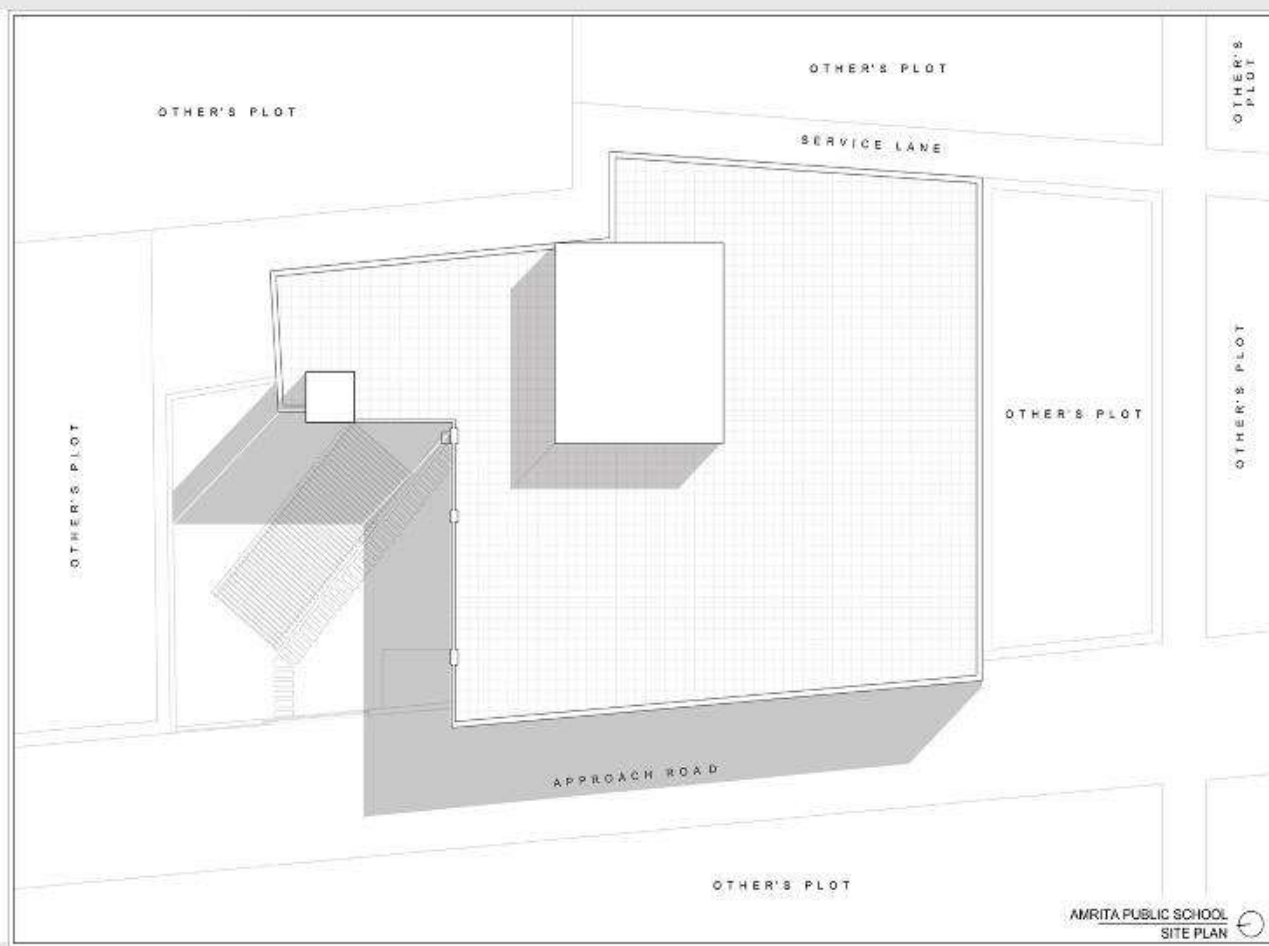 OTHER'S PLOT
OTHER'S PLOT
OTHER'S
PLOT
SERVICE LANE
OTHER'S PLOT
OTHER'S PLOT
OTHER'S PLOT
APPROACH ROAD
OTHER'S PLOT
AMRITA PUBLIC SCHOOL
SITE PLAN